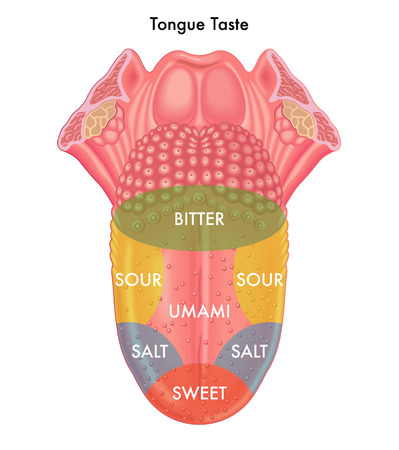 Tongue Taste
BITTER
SOUR SOUR
UMAMI
SALT SALT
SWEET